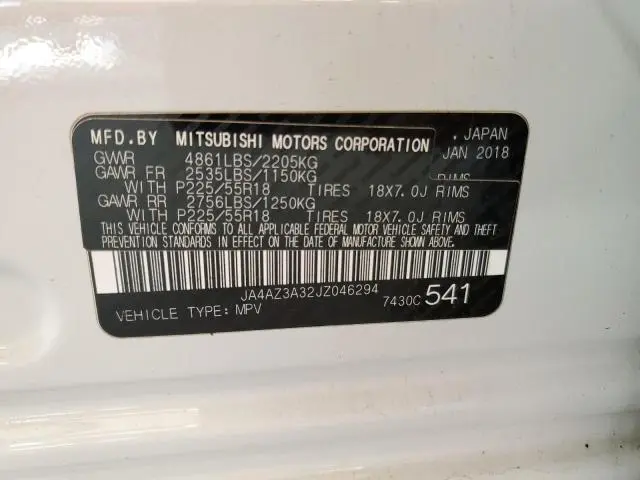 MFD.BY MITSUBISHI MOTORS CORPORATION . JAPAN
GVWR 4861LBS/2205KG JAN 2018
GAWR FR 2535LBS/1150KG RIMS
WITH P225/55R18 TIRES 18X7.0J RIMS
GAWR RR 2756LBS/1250KG
WITH P225/55R18 TIRES 18X7.0J RIMS
THIS VEHICLE CONFORMS TO ALL APPLICABLE FEDERAL MOTOR VEHICLE SAFETY AND THEFT
PREVENTION STANDARDS IN EFFECT ON THE DATE OF MANUFACTURE SHOWN ABOVE.
JA4AZ3A32JZ046294
VEHICLE TYPE: MPV 7430C 541